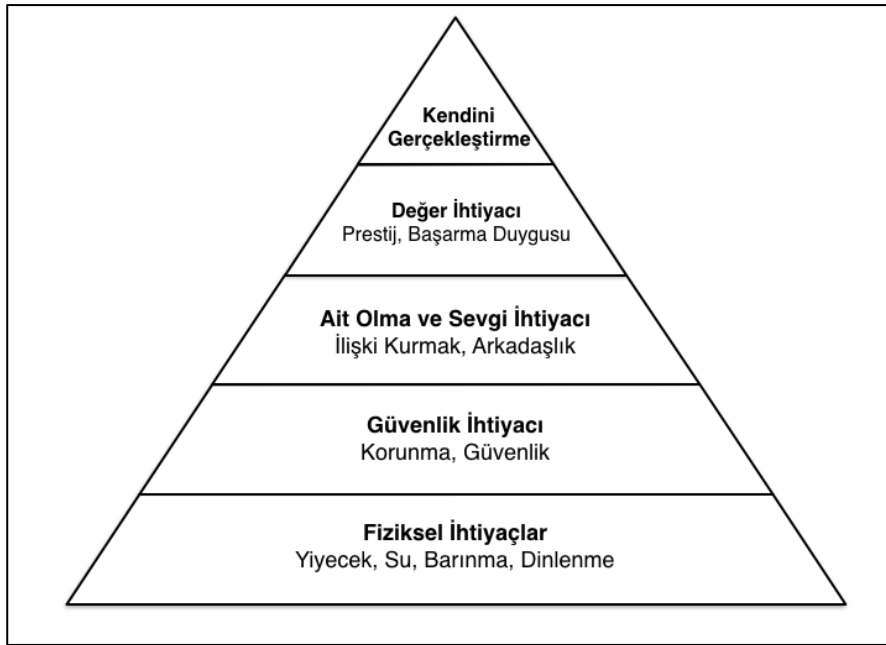 Kendini
Gerçekleştirme
Değer İhtiyacı
Prestij, Başarma Duygusu
Ait Olma ve Sevgi İhtiyacı
İlişki Kurmak, Arkadaşlık
Güvenlik İhtiyacı
Korunma, Güvenlik
Fiziksel İhtiyaçlar
Yiyecek, Su, Barınma, Dinlenme